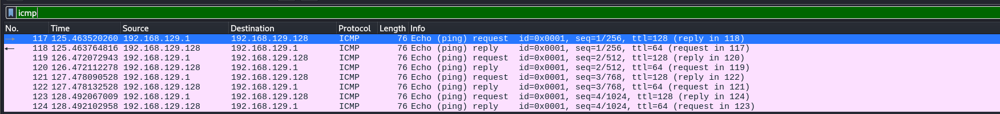 icmp
No. Time Source Destination Protocol Length Info
117 125.463520260 192.168.129.1 192.168.129.128 ICMP 76 Echo (ping) request id=0x0001, seq=1/256, ttl=128 (reply in 118)
118 125.463764816 192.168.129.128 192.168.129.1 ICMP 76 Echo (ping) reply id=0x0001, seq=1/256, ttl=64 (request in 117)
119 126.472072943 192.168.129.1 192.168.129.128 ICMP 76 Echo (ping) request id=0x0001, seq=2/512, ttl=128 (reply in 120)
120 126.472112278 192.168.129.128 192.168.129.1 ICMP 76 Echo (ping) reply id=0x0001, seq=2/512, ttl=64 (request in 119)
121 127.478090528 192.168.129.1 192.168.129.128 ICMP 76 Echo (ping) request id=0x0001, seq=3/768, ttl=128 (reply in 122)
122 127.478132528 192.168.129.128 192.168.129.1 ICMP 76 Echo (ping) reply id=0x0001, seq=3/768, ttl=64 (request in 121)
123 128.492067009 192.168.129.1 192.168.129.128 ICMP 76 Echo (ping) request id=0x0001, seq=4/1024, ttl=128 (reply in 124)
124 128.492102958 192.168.129.128 192.168.129.1 ICMP 76 Echo (ping) reply id=0x0001, seq=4/1024, ttl=64 (request in 123)